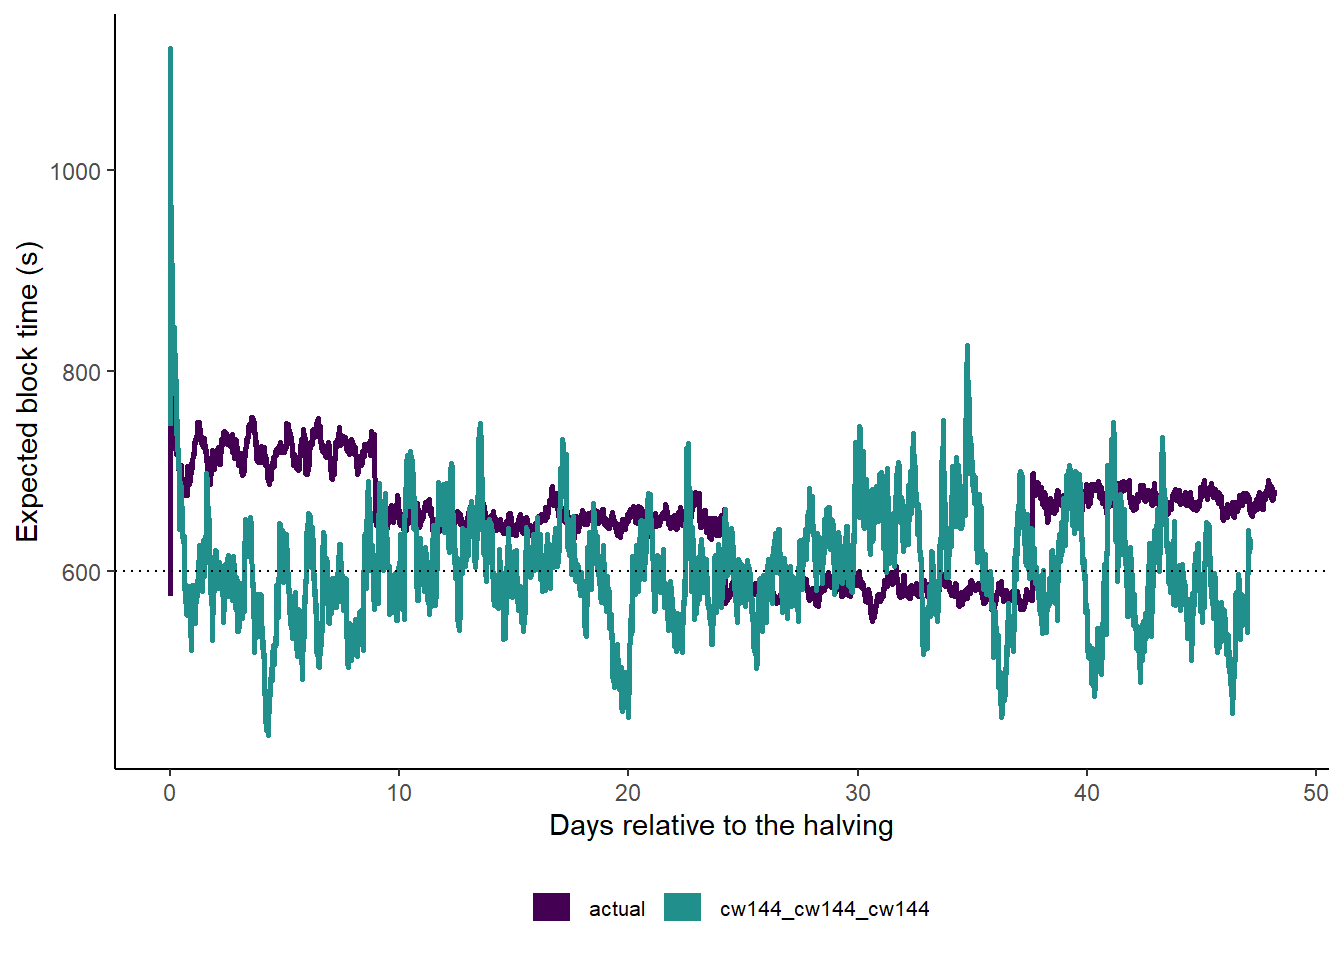 Expected block time (s)
1000
800
600
0 10 20 30 40 50
Days relative to the halving
actual cw144_cw144_cw144